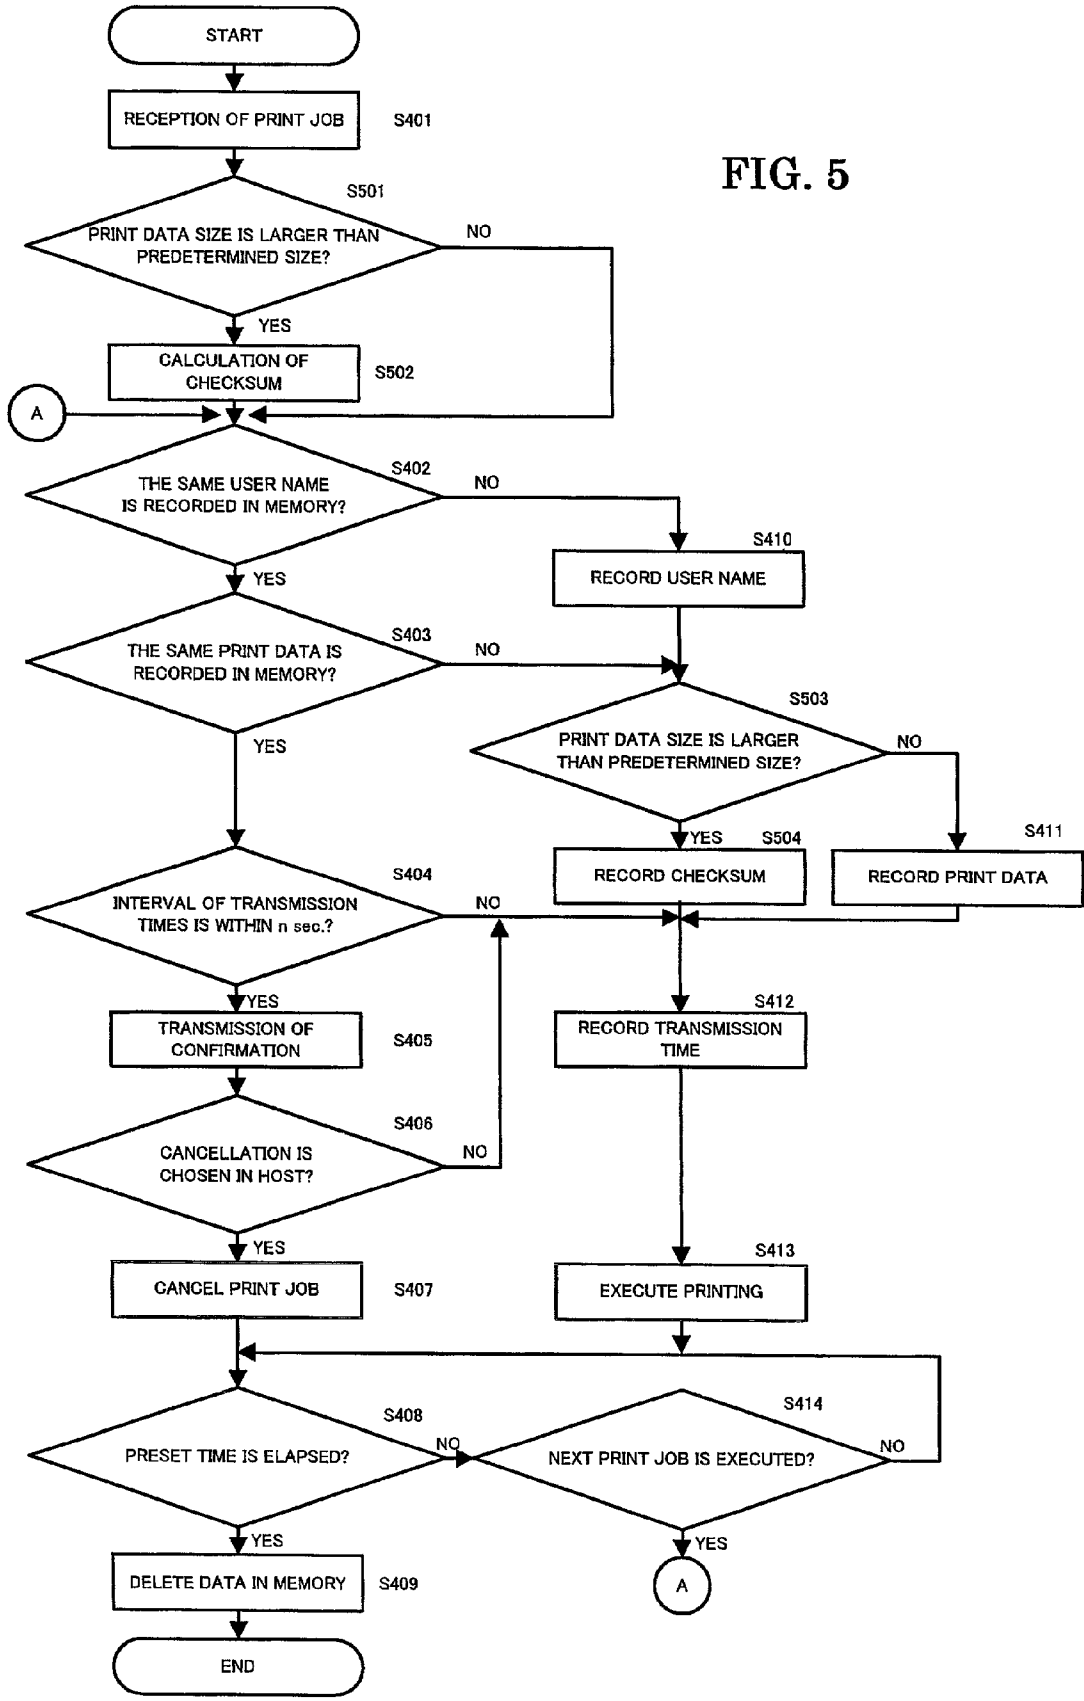 START
RECEPTION OF PRINT JOB
S401
FIG. 5
S501
PRINT DATA SIZE IS LARGER THAN
PREDETERMINED SIZE?
NO
YES
CALCULATION OF
CHECKSUM
S502
A
S402
THE SAME USER NAME
IS RECORDED IN MEMORY?
NO
YES
S410
RECORD USER NAME
S403
THE SAME PRINT DATA IS
RECORDED IN MEMORY?
NO
YES
S503
PRINT DATA SIZE IS LARGER
THAN PREDETERMINED SIZE?
NO
YES
S504
RECORD CHECKSUM
S411
RECORD PRINT DATA
S404
INTERVAL OF TRANSMISSION
TIMES IS WITHIN n sec.?
NO
YES
TRANSMISSION OF
CONFIRMATION
S405
S412
RECORD TRANSMISSION
TIME
S406
CANCELLATION IS
CHOSEN IN HOST?
NO
YES
CANCEL PRINT JOB
S407
S413
EXECUTE PRINTING
S408
PRESET TIME IS ELAPSED?
NO
YES
S414
NEXT PRINT JOB IS EXECUTED?
NO
YES
A
DELETE DATA IN MEMORY
S409
END